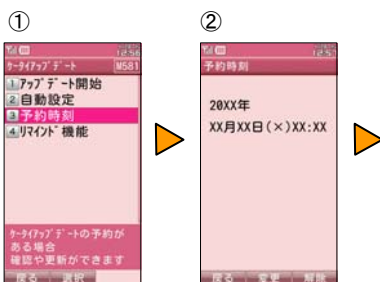 ①
12:56
ｹｰﾀｲｱｯﾌﾟﾃﾞｰﾄ M581
1 ｱｯﾌﾟﾃﾞｰﾄ開始
2 自動設定
3 予約時刻
4 ﾘﾏｲﾝﾄﾞ機能
ｹｰﾀｲｱｯﾌﾟﾃﾞｰﾄの予約が
ある場合
確認や更新ができます
戻る 選択
②
予約時刻
20XX年
XX月XX日(×)XX:XX
戻る 変更 解除